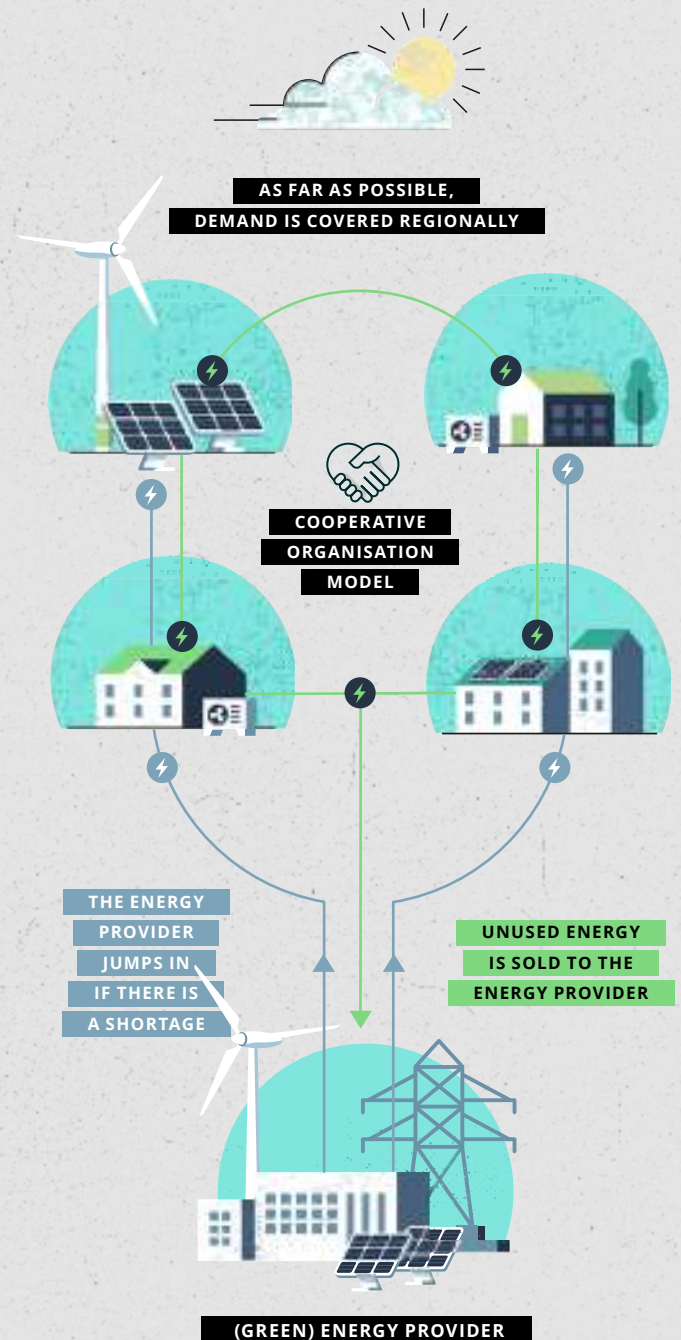 AS FAR AS POSSIBLE,
DEMAND IS COVERED REGIONALLY
COOPERATIVE
ORGANISATION
MODEL
THE ENERGY
PROVIDER
JUMPS IN
IF THERE IS
A SHORTAGE
UNUSED ENERGY
IS SOLD TO THE
ENERGY PROVIDER
(GREEN) ENERGY PROVIDER